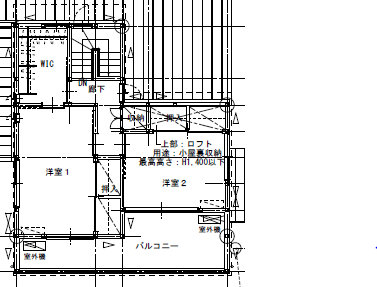 WIC
DN
廊下
収納
押入
上部：ロフト
用途：小屋裏収納
最高高さ：H1,400以下
洋室1
押入
洋室2
室外機
バルコニー
室外機